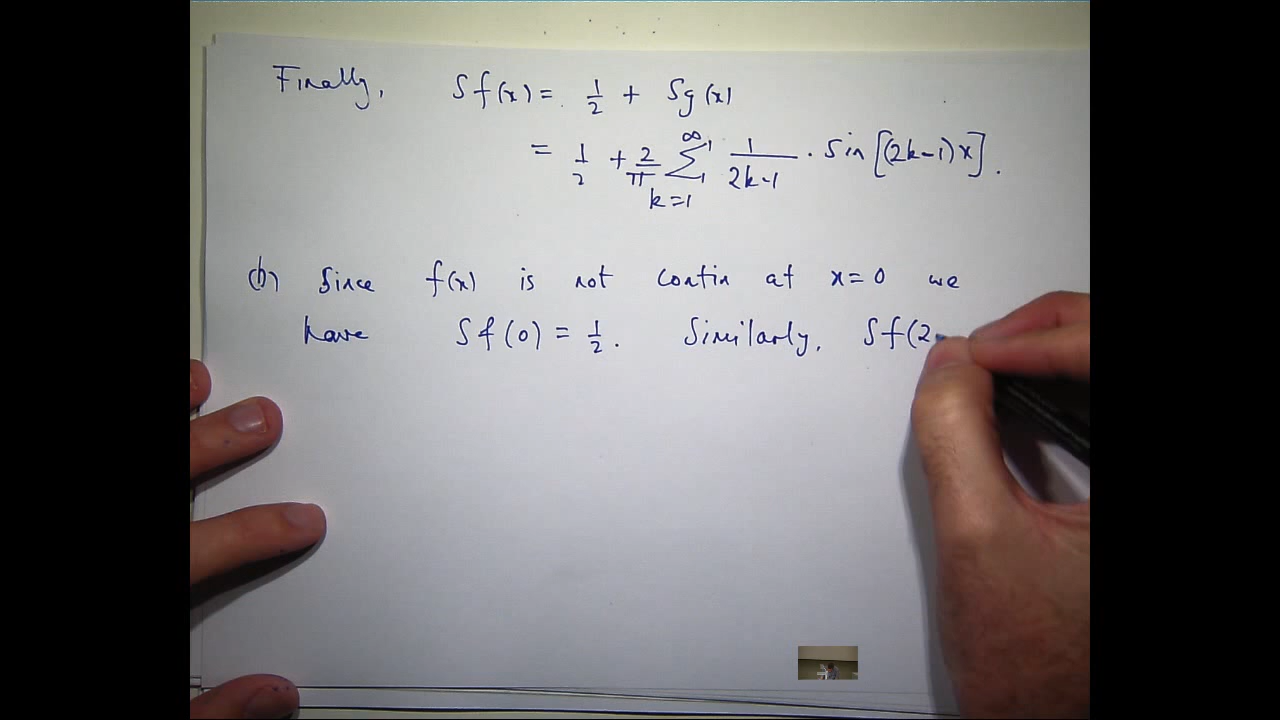 Finally, Sf(x) = 1/2 + Sg(x)
= 1/2 + 2/π ∑_{k=1}^{∞} 1/(2k-1) · sin[(2k-1)x].
(b) Since f(x) is not contin at x=0 we
have Sf(0) = 1/2. Similarly, Sf(2